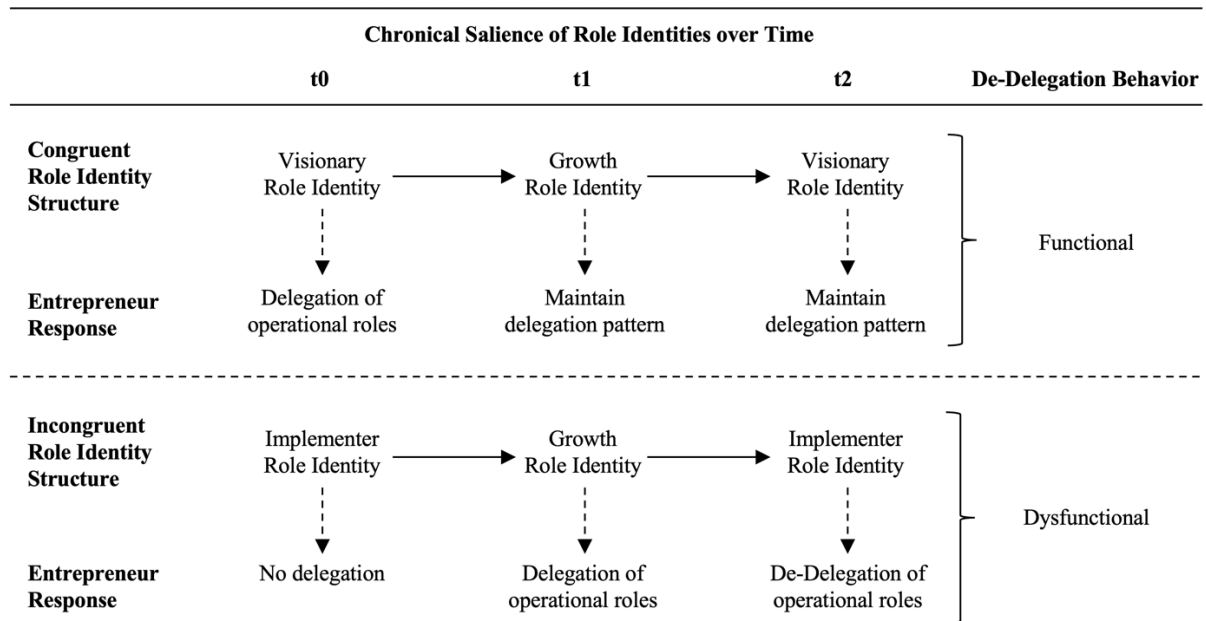 Chronical Salience of Role Identities over Time
t0 t1 t2 De-Delegation Behavior
Congruent
Role Identity
Structure
Visionary
Role Identity
Growth
Role Identity
Visionary
Role Identity
Functional
Entrepreneur
Response
Delegation of
operational roles
Maintain
delegation pattern
Maintain
delegation pattern
Incongruent
Role Identity
Structure
Implementer
Role Identity
Growth
Role Identity
Implementer
Role Identity
Dysfunctional
Entrepreneur
Response
No delegation
Delegation of
operational roles
De-Delegation of
operational roles